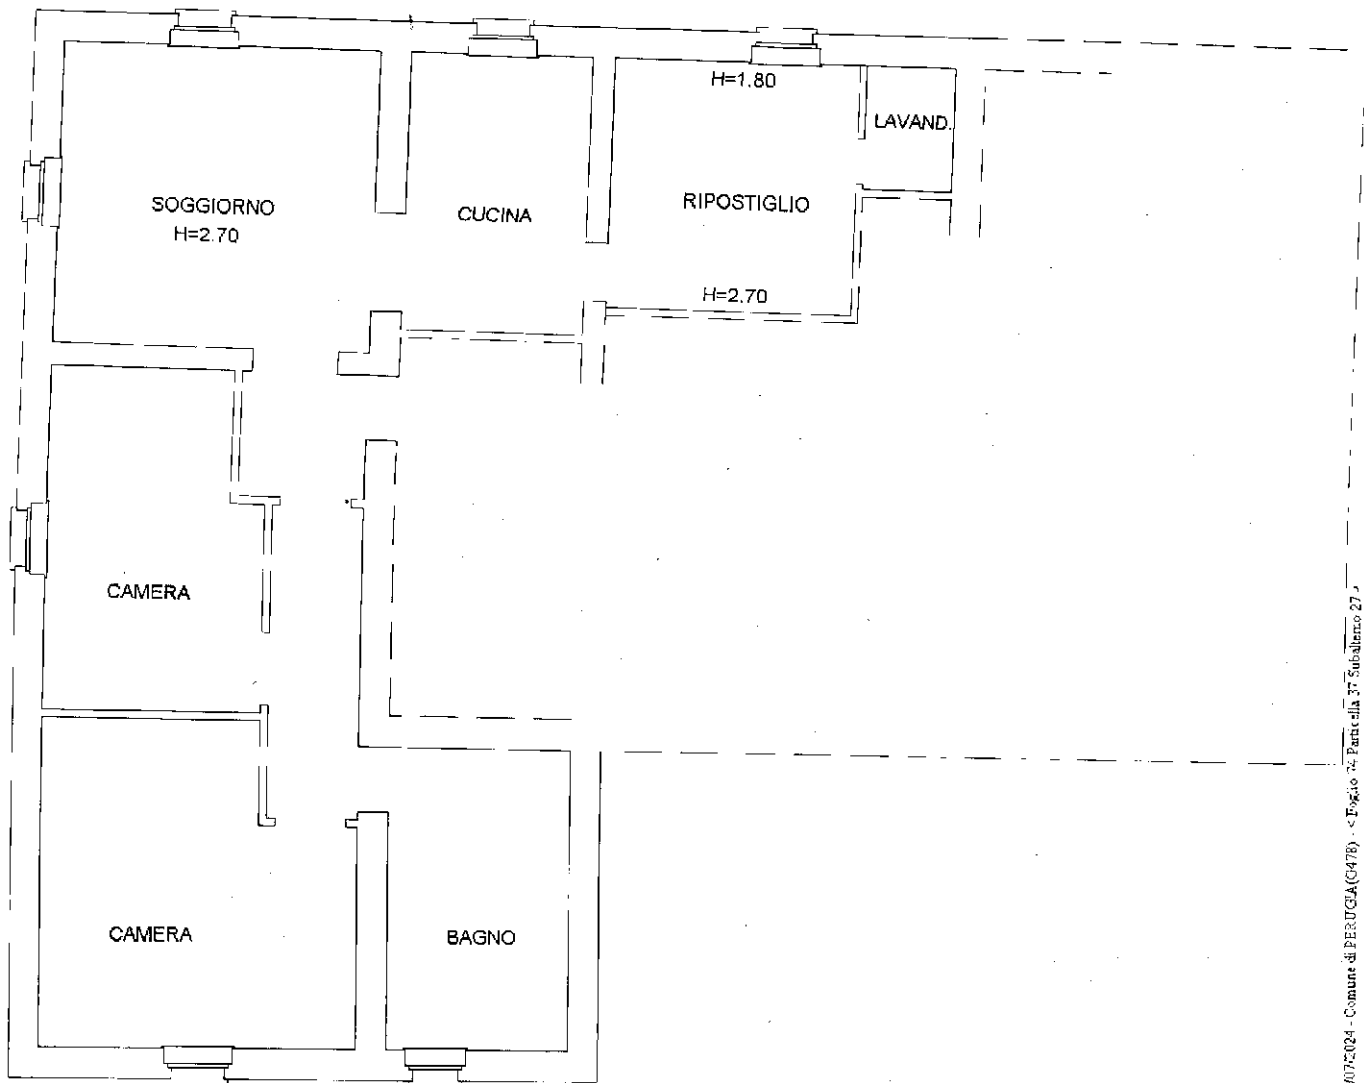 H=1.80
LAVAND.
SOGGIORNO
H=2.70
CUCINA
RIPOSTIGLIO
H=2.70
CAMERA
CAMERA
BAGNO
/07/2024 - Comune di PERUGIA(G478) - < Foglio 74 Particella 37 Subalterno 27